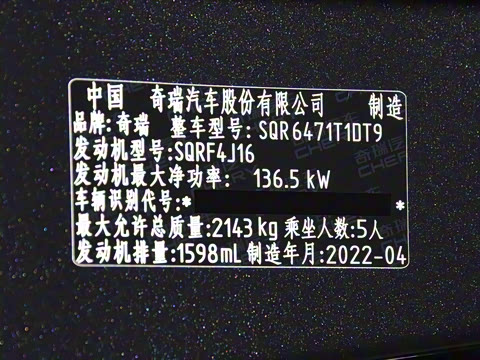 中国 奇瑞汽车股份有限公司 制造
品牌:奇瑞 整车型号:SQR6471T1DT9
发动机型号:SQRF4J16
发动机最大净功率: 136.5 kW
车辆识别代号:* *
最大允许总质量:2143kg 乘坐人数:5人
发动机排量:1598mL 制造年月:2022-04